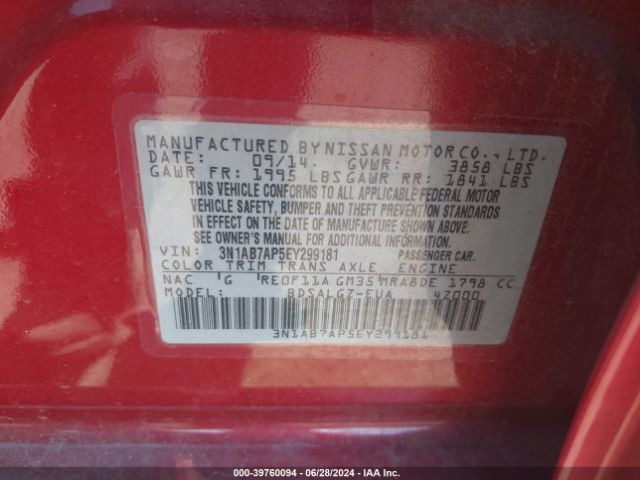 MANUFACTURED BY NISSAN MOTOR CO., LTD.
DATE: 09/14. GVWR: 3858 LBS
GAWR FR: 1995 LBS GAWR RR: 1841 LBS
THIS VEHICLE CONFORMS TO ALL APPLICABLE FEDERAL MOTOR
VEHICLE SAFETY, BUMPER AND THEFT PREVENTION STANDARDS
IN EFFECT ON THE DATE OF MANUFACTURE SHOWN ABOVE.
SEE OWNER'S MANUAL FOR ADDITIONAL INFORMATION.
VIN: 3N1AB7AP5EY299181 PASSENGER CAR.
COLOR TRIM TRANS AXLE ENGINE
NAC G RE0F11A GM35 MRA8DE 1798 CC
BDSALGZ-EUA 4Z000
3N1AB7AP5EY299181
000-39760094 / 06/28/2024 / IAA Inc.